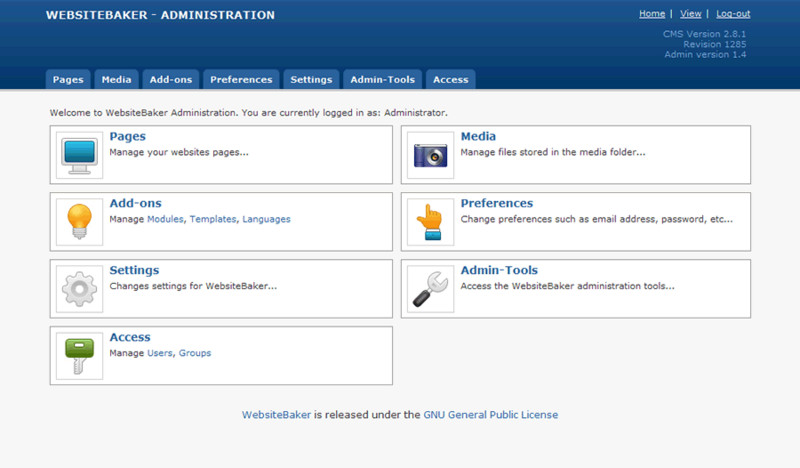 WEBSITEBAKER - ADMINISTRATION
Home | View | Log-out
CMS Version 2.8.1
Revision 1285
Admin version 1.4
Pages Media Add-ons Preferences Settings Admin-Tools Access
Welcome to WebsiteBaker Administration. You are currently logged in as: Administrator.
Pages
Manage your websites pages...
Media
Manage files stored in the media folder...
Add-ons
Manage Modules, Templates, Languages
Preferences
Change preferences such as email address, password, etc...
Settings
Changes settings for WebsiteBaker...
Admin-Tools
Access the WebsiteBaker administration tools...
Access
Manage Users, Groups
WebsiteBaker is released under the GNU General Public License